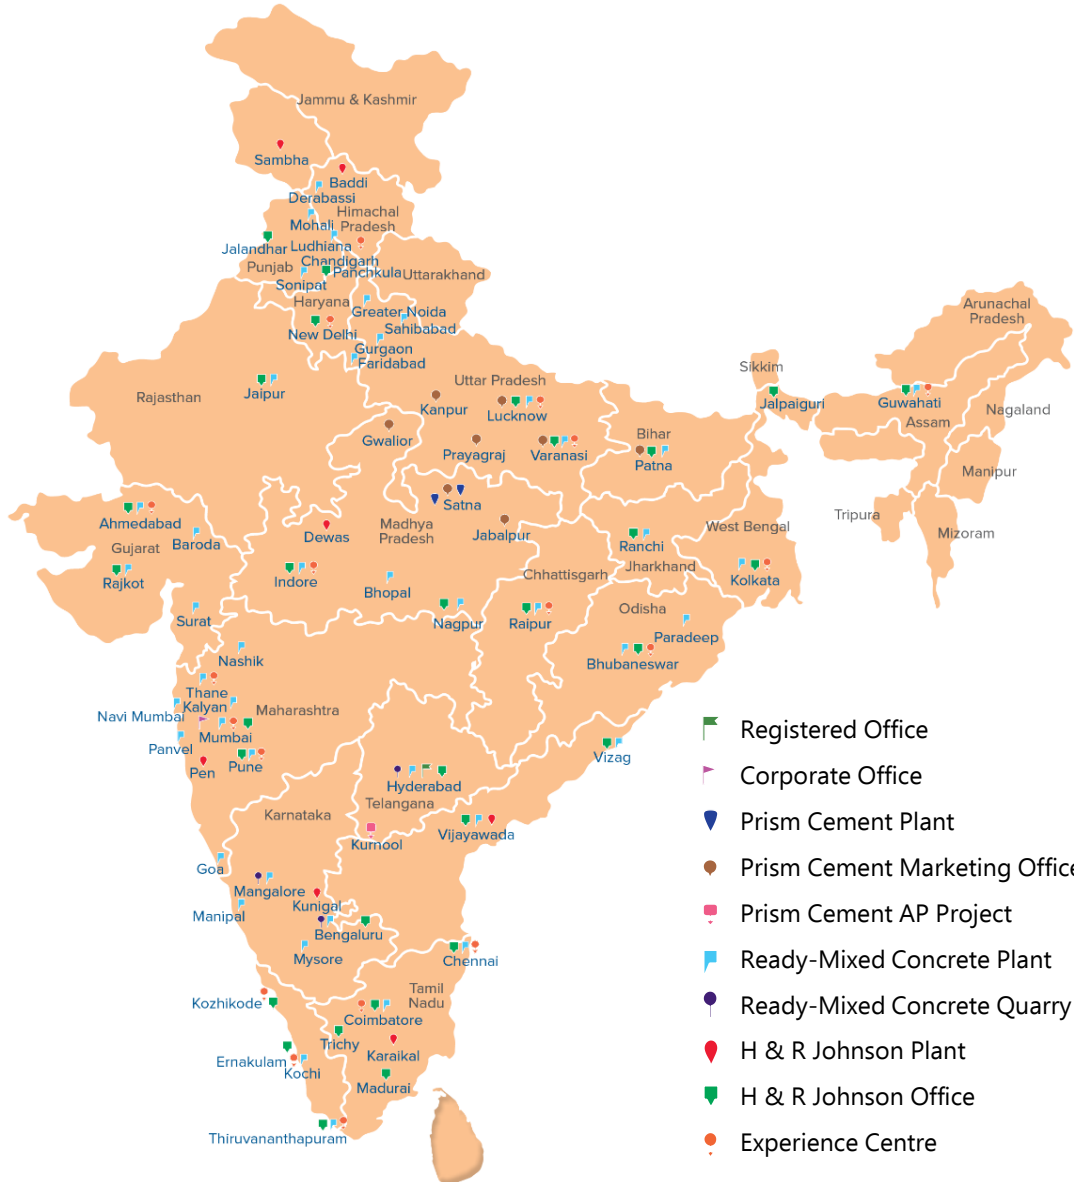 Jammu & Kashmir
Sambha
Baddi
Derabassi
Himachal
Pradesh
Mohali
Jalandhar
Ludhiana
Chandigarh
Punjab
Panchkula
Uttarakhand
Sonipat
Haryana
Greater Noida
Sahibabad
New Delhi
Gurgaon
Faridabad
Arunachal
Pradesh
Sikkim
Rajasthan
Jaipur
Uttar Pradesh
Kanpur
Lucknow
Jalpaiguri
Guwahati
Nagaland
Assam
Gwalior
Prayagraj
Varanasi
Bihar
Patna
Manipur
Satna
Tripura
Mizoram
Ahmedabad
Gujarat
Baroda
Dewas
Madhya
Pradesh
Jabalpur
Ranchi
West Bengal
Rajkot
Indore
Bhopal
Chhattisgarh
Jharkhand
Kolkata
Surat
Nagpur
Raipur
Odisha
Paradeep
Nashik
Bhubaneswar
Thane
Kalyan
Navi Mumbai
Maharashtra
Mumbai
Panvel
Pen
Pune
Vizag
Hyderabad
Telangana
Karnataka
Kurnool
Vijayawada
Goa
Mangalore
Kunigal
Manipal
Bengaluru
Mysore
Chennai
Tamil
Nadu
Kozhikode
Coimbatore
Trichy
Karaikal
Ernakulam
Kochi
Madurai
Thiruvananthapuram
Registered Office
Corporate Office
Prism Cement Plant
Prism Cement Marketing Office
Prism Cement AP Project
Ready-Mixed Concrete Plant
Ready-Mixed Concrete Quarry
H & R Johnson Plant
H & R Johnson Office
Experience Centre